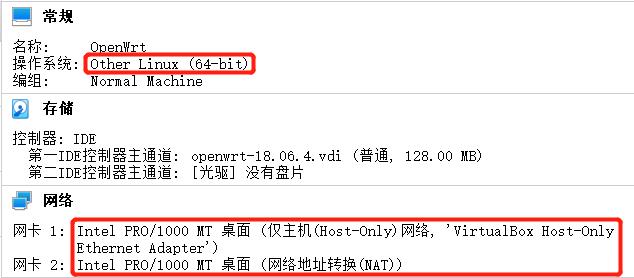 常规
名称: OpenWrt
操作系统: Other Linux (64-bit)
编组: Normal Machine
存储
控制器: IDE
第一IDE控制器主通道: openwrt-18.06.4.vdi (普通, 128.00 MB)
第二IDE控制器主通道: [光驱] 没有盘片
网络
网卡 1: Intel PRO/1000 MT 桌面 (仅主机(Host-Only)网络, 'VirtualBox Host-Only
Ethernet Adapter')
网卡 2: Intel PRO/1000 MT 桌面 (网络地址转换(NAT))